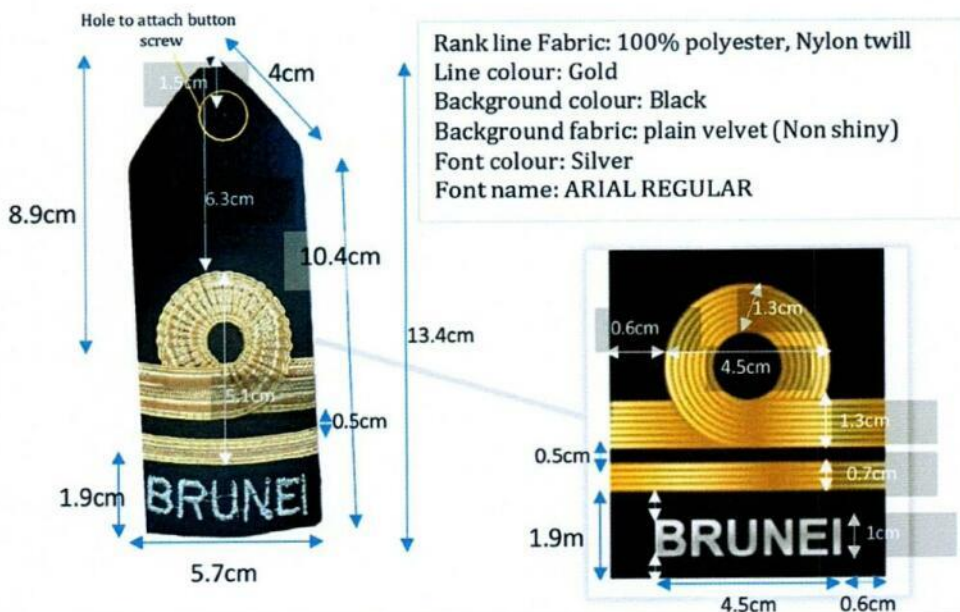 Hole to attach button
screw
1.5cm
4cm
8.9cm
6.3cm
10.4cm
13.4cm
5.1cm
0.5cm
1.9cm
BRUNEI
5.7cm
Rank line Fabric: 100% polyester, Nylon twill
Line colour: Gold
Background colour: Black
Background fabric: plain velvet (Non shiny)
Font colour: Silver
Font name: ARIAL REGULAR
1.3cm
0.6cm
4.5cm
1.3cm
0.5cm
0.7cm
1.9m
BRUNEI
1cm
4.5cm
0.6cm